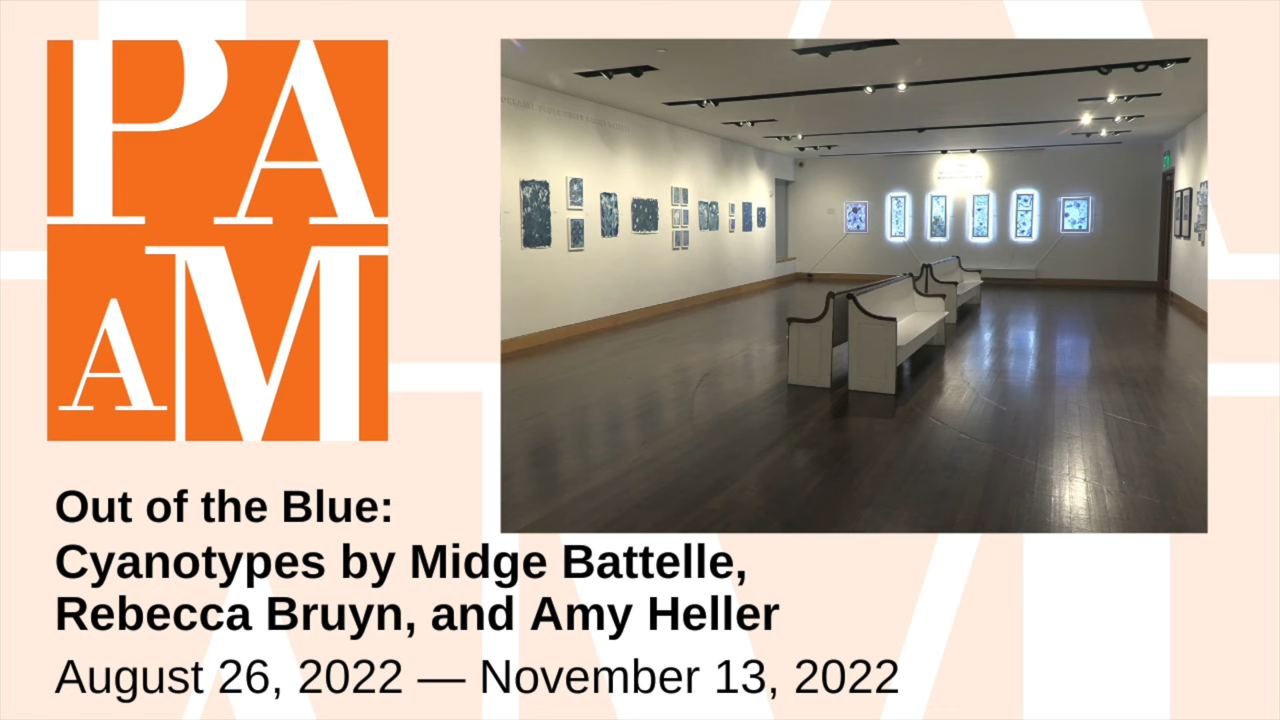 PA
AM
Out of the Blue:
Cyanotypes by Midge Battelle,
Rebecca Bruyn, and Amy Heller
August 26, 2022 — November 13, 2022